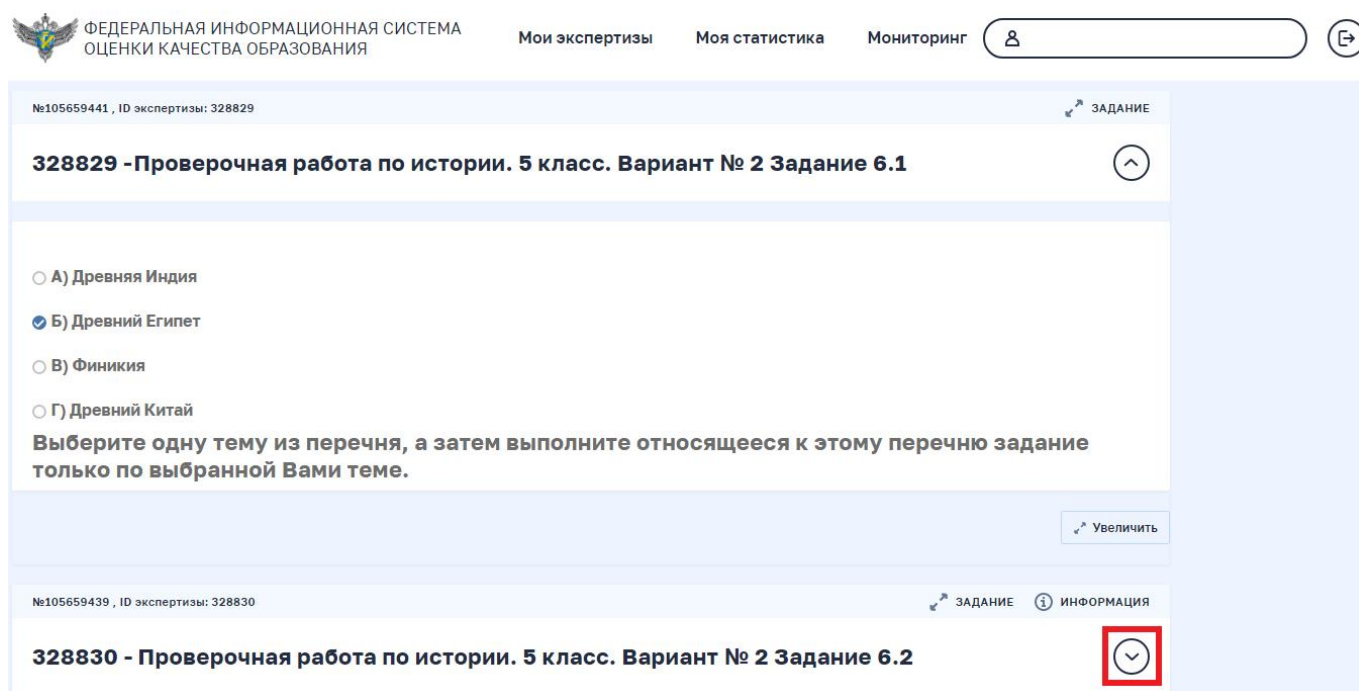 ФЕДЕРАЛЬНАЯ ИНФОРМАЦИОННАЯ СИСТЕМА
ОЦЕНКИ КАЧЕСТВА ОБРАЗОВАНИЯ
Мои экспертизы Моя статистика Мониторинг
№105659441 , ID экспертизы: 328829 ЗАДАНИЕ
328829 -Проверочная работа по истории. 5 класс. Вариант № 2 Задание 6.1
А) Древняя Индия
Б) Древний Египет
В) Финикия
Г) Древний Китай
Выберите одну тему из перечня, а затем выполните относящееся к этому перечню задание
только по выбранной Вами теме.
Увеличить
№105659439 , ID экспертизы: 328830 ЗАДАНИЕ ИНФОРМАЦИЯ
328830 - Проверочная работа по истории. 5 класс. Вариант № 2 Задание 6.2